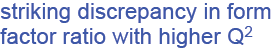 striking discrepancy in form
factor ratio with higher Q²